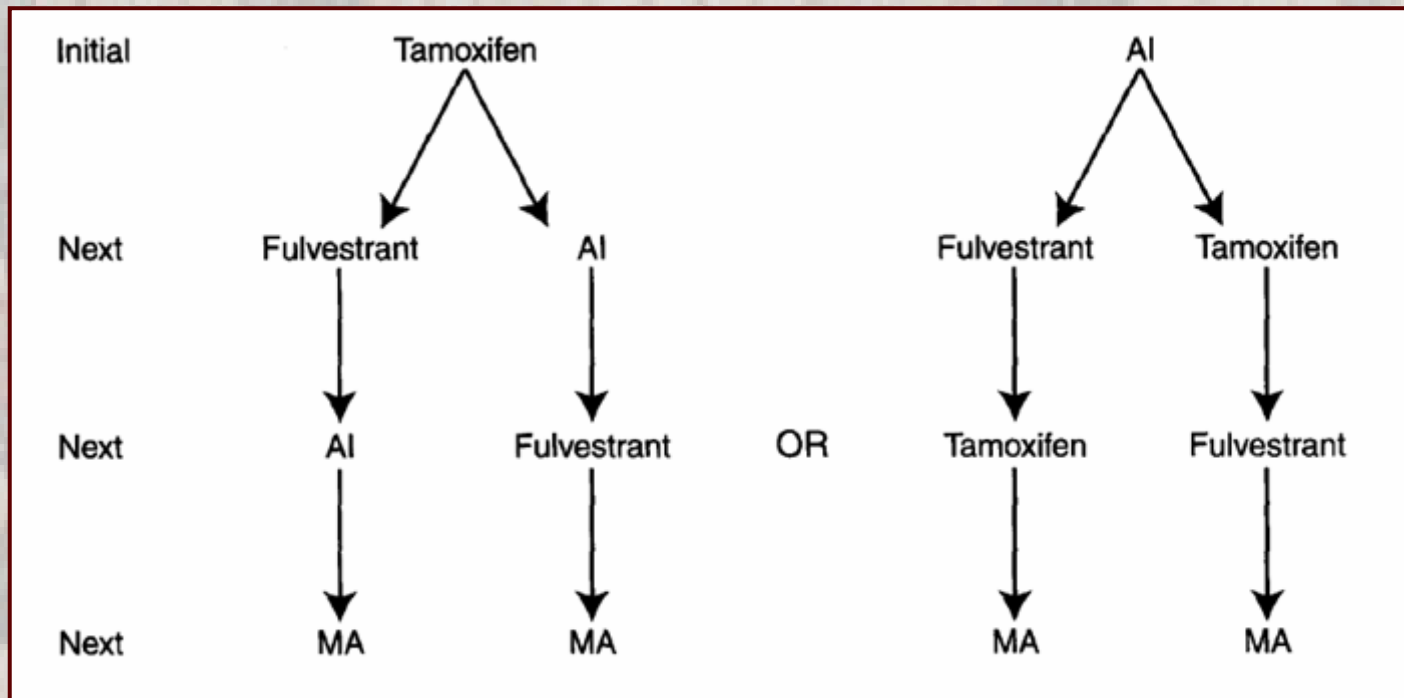 Initial Tamoxifen AI
Next Fulvestrant AI Fulvestrant Tamoxifen
Next AI Fulvestrant OR Tamoxifen Fulvestrant
Next MA MA MA MA